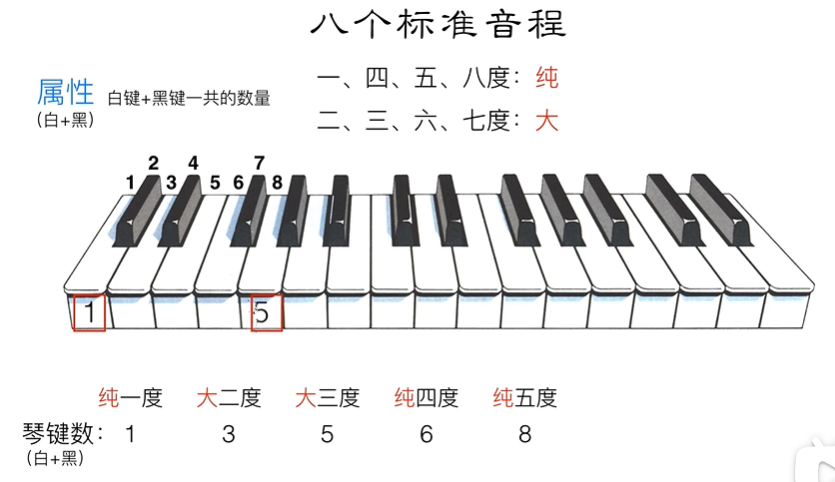 八个标准音程
属性 白键+黑键一共的数量
(白+黑)
一、四、五、八度：纯
二、三、六、七度：大
2 4 7
1 3 5 6 8
1 5
纯一度 大二度 大三度 纯四度 纯五度
琴键数：1 3 5 6 8
(白+黑)